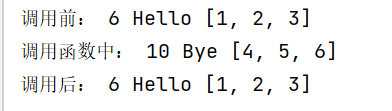 调用前： 6 Hello [1, 2, 3]
调用函数中： 10 Bye [4, 5, 6]
调用后： 6 Hello [1, 2, 3]